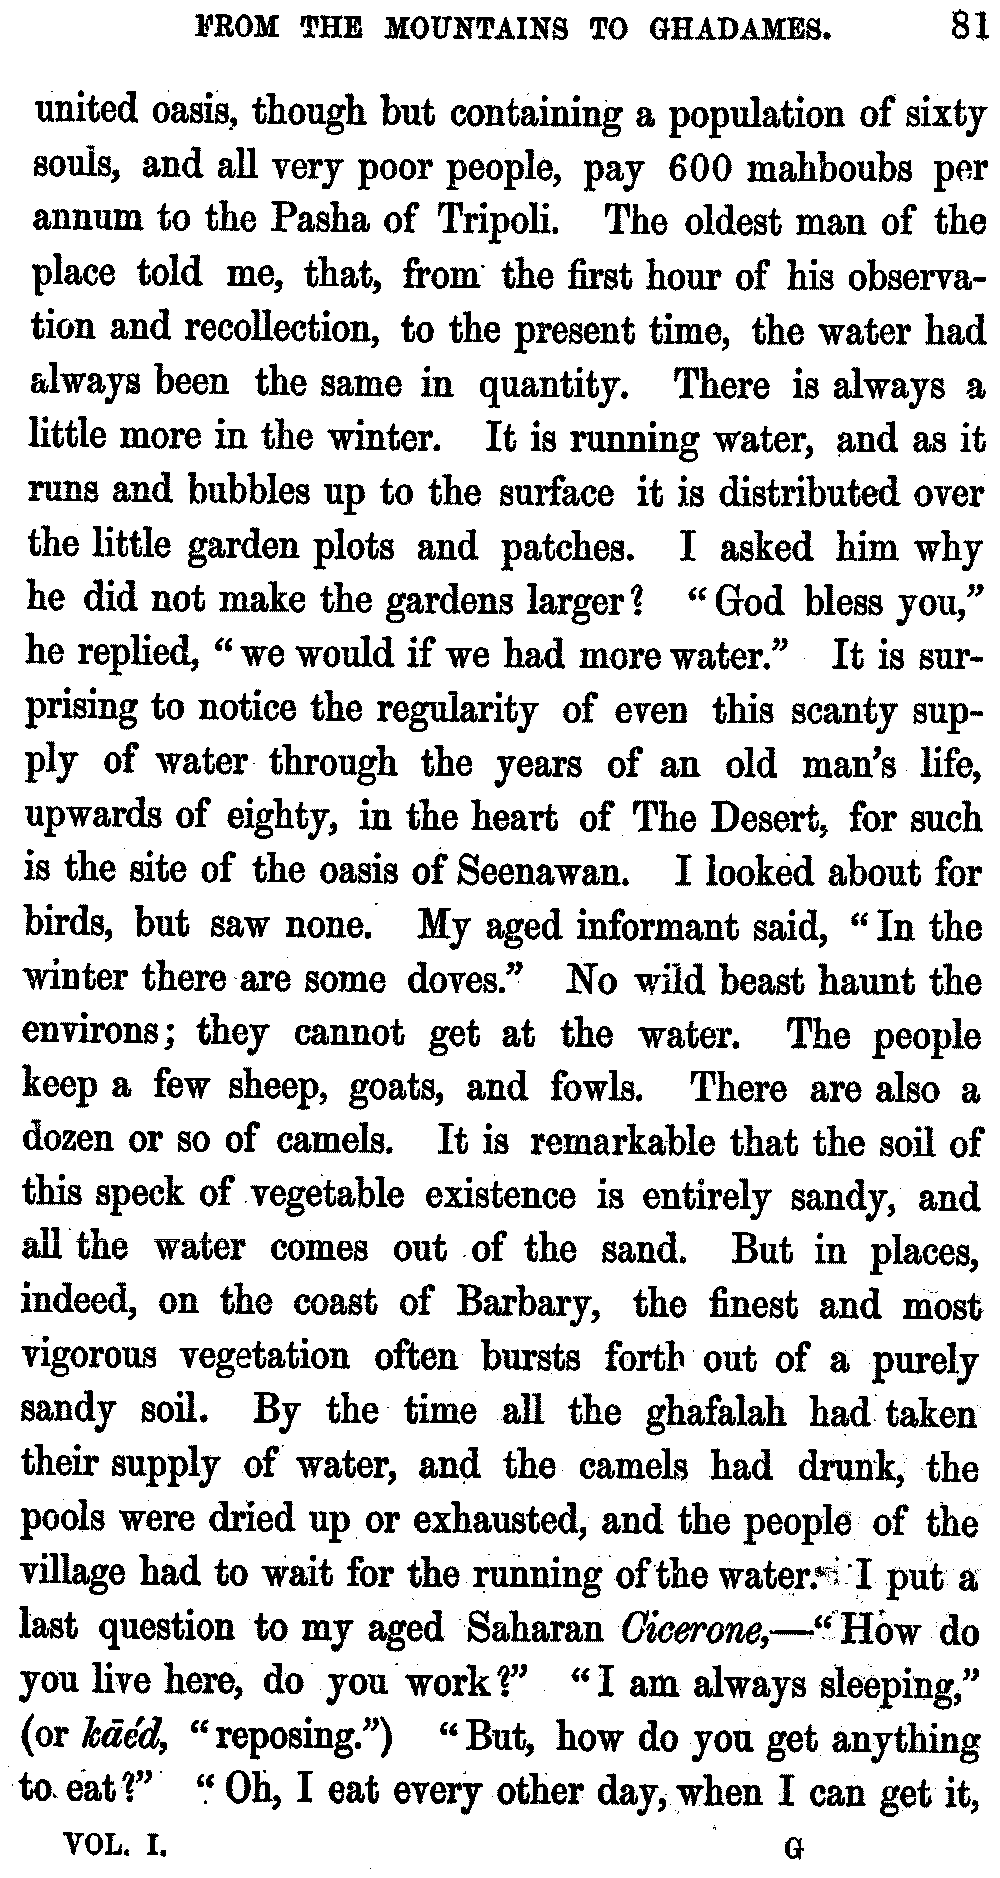 FROM THE MOUNTAINS TO GHADAMES. 81
united oasis, though but containing a population of sixty
souls, and all very poor people, pay 600 mahboubs per
annum to the Pasha of Tripoli. The oldest man of the
place told me, that, from the first hour of his observa-
tion and recollection, to the present time, the water had
always been the same in quantity. There is always a
little more in the winter. It is running water, and as it
runs and bubbles up to the surface it is distributed over
the little garden plots and patches. I asked him why
he did not make the gardens larger? "God bless you,"
he replied, "we would if we had more water." It is sur-
prising to notice the regularity of even this scanty sup-
ply of water through the years of an old man's life,
upwards of eighty, in the heart of The Desert, for such
is the site of the oasis of Seenawan. I looked about for
birds, but saw none. My aged informant said, "In the
winter there are some doves." No wild beast haunt the
environs; they cannot get at the water. The people
keep a few sheep, goats, and fowls. There are also a
dozen or so of camels. It is remarkable that the soil of
this speck of vegetable existence is entirely sandy, and
all the water comes out of the sand. But in places,
indeed, on the coast of Barbary, the finest and most
vigorous vegetation often bursts forth out of a purely
sandy soil. By the time all the ghafalah had taken
their supply of water, and the camels had drunk, the
pools were dried up or exhausted, and the people of the
village had to wait for the running of the water. I put a
last question to my aged Saharan Cicerone,—"How do
you live here, do you work?" "I am always sleeping,"
(or kāéd, "reposing.") "But, how do you get anything
to eat?" "Oh, I eat every other day, when I can get it,
VOL. I. G